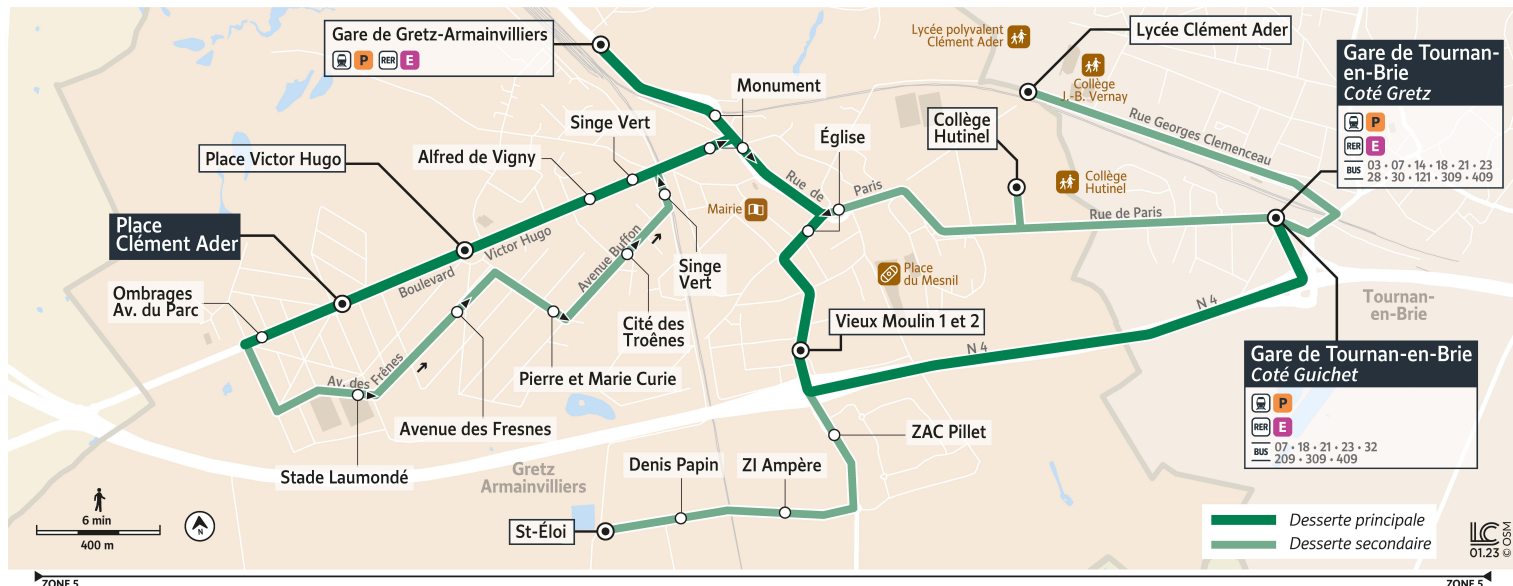 Gare de Gretz-Armainvilliers
P RER E
Lycée polyvalent
Clément Ader
Lycée Clément Ader
Collège
J.-B. Vernay
Gare de Tournan-
en-Brie
Coté Gretz
P
RER E
BUS 03 • 07 • 14 • 18 • 21 • 23
28 • 30 • 121 • 309 • 409
Monument
Singe Vert
Alfred de Vigny
Place Victor Hugo
Église
Collège
Hutinel
Rue Georges Clemenceau
Collège
Hutinel
Rue de
Paris
Rue de Paris
Mairie
Place
Clément Ader
Boulevard
Victor Hugo
Avenue Buffon
Singe
Vert
Place
du Mesnil
Ombrages
Av. du Parc
Cité des
Troênes
Vieux Moulin 1 et 2
N 4
N 4
Tournan-
en-Brie
Av. des Frênes
Pierre et Marie Curie
Gare de Tournan-en-Brie
Coté Guichet
P
RER E
BUS 07 • 18 • 21 • 23 • 32
209 • 309 • 409
Avenue des Fresnes
ZAC Pillet
Stade Laumondé
Gretz
Armainvilliers
Denis Papin
ZI Ampère
St-Éloi
6 min
400 m
N
Desserte principale
Desserte secondaire
LC
01.23
© OSM
ZONE 5
ZONE 5